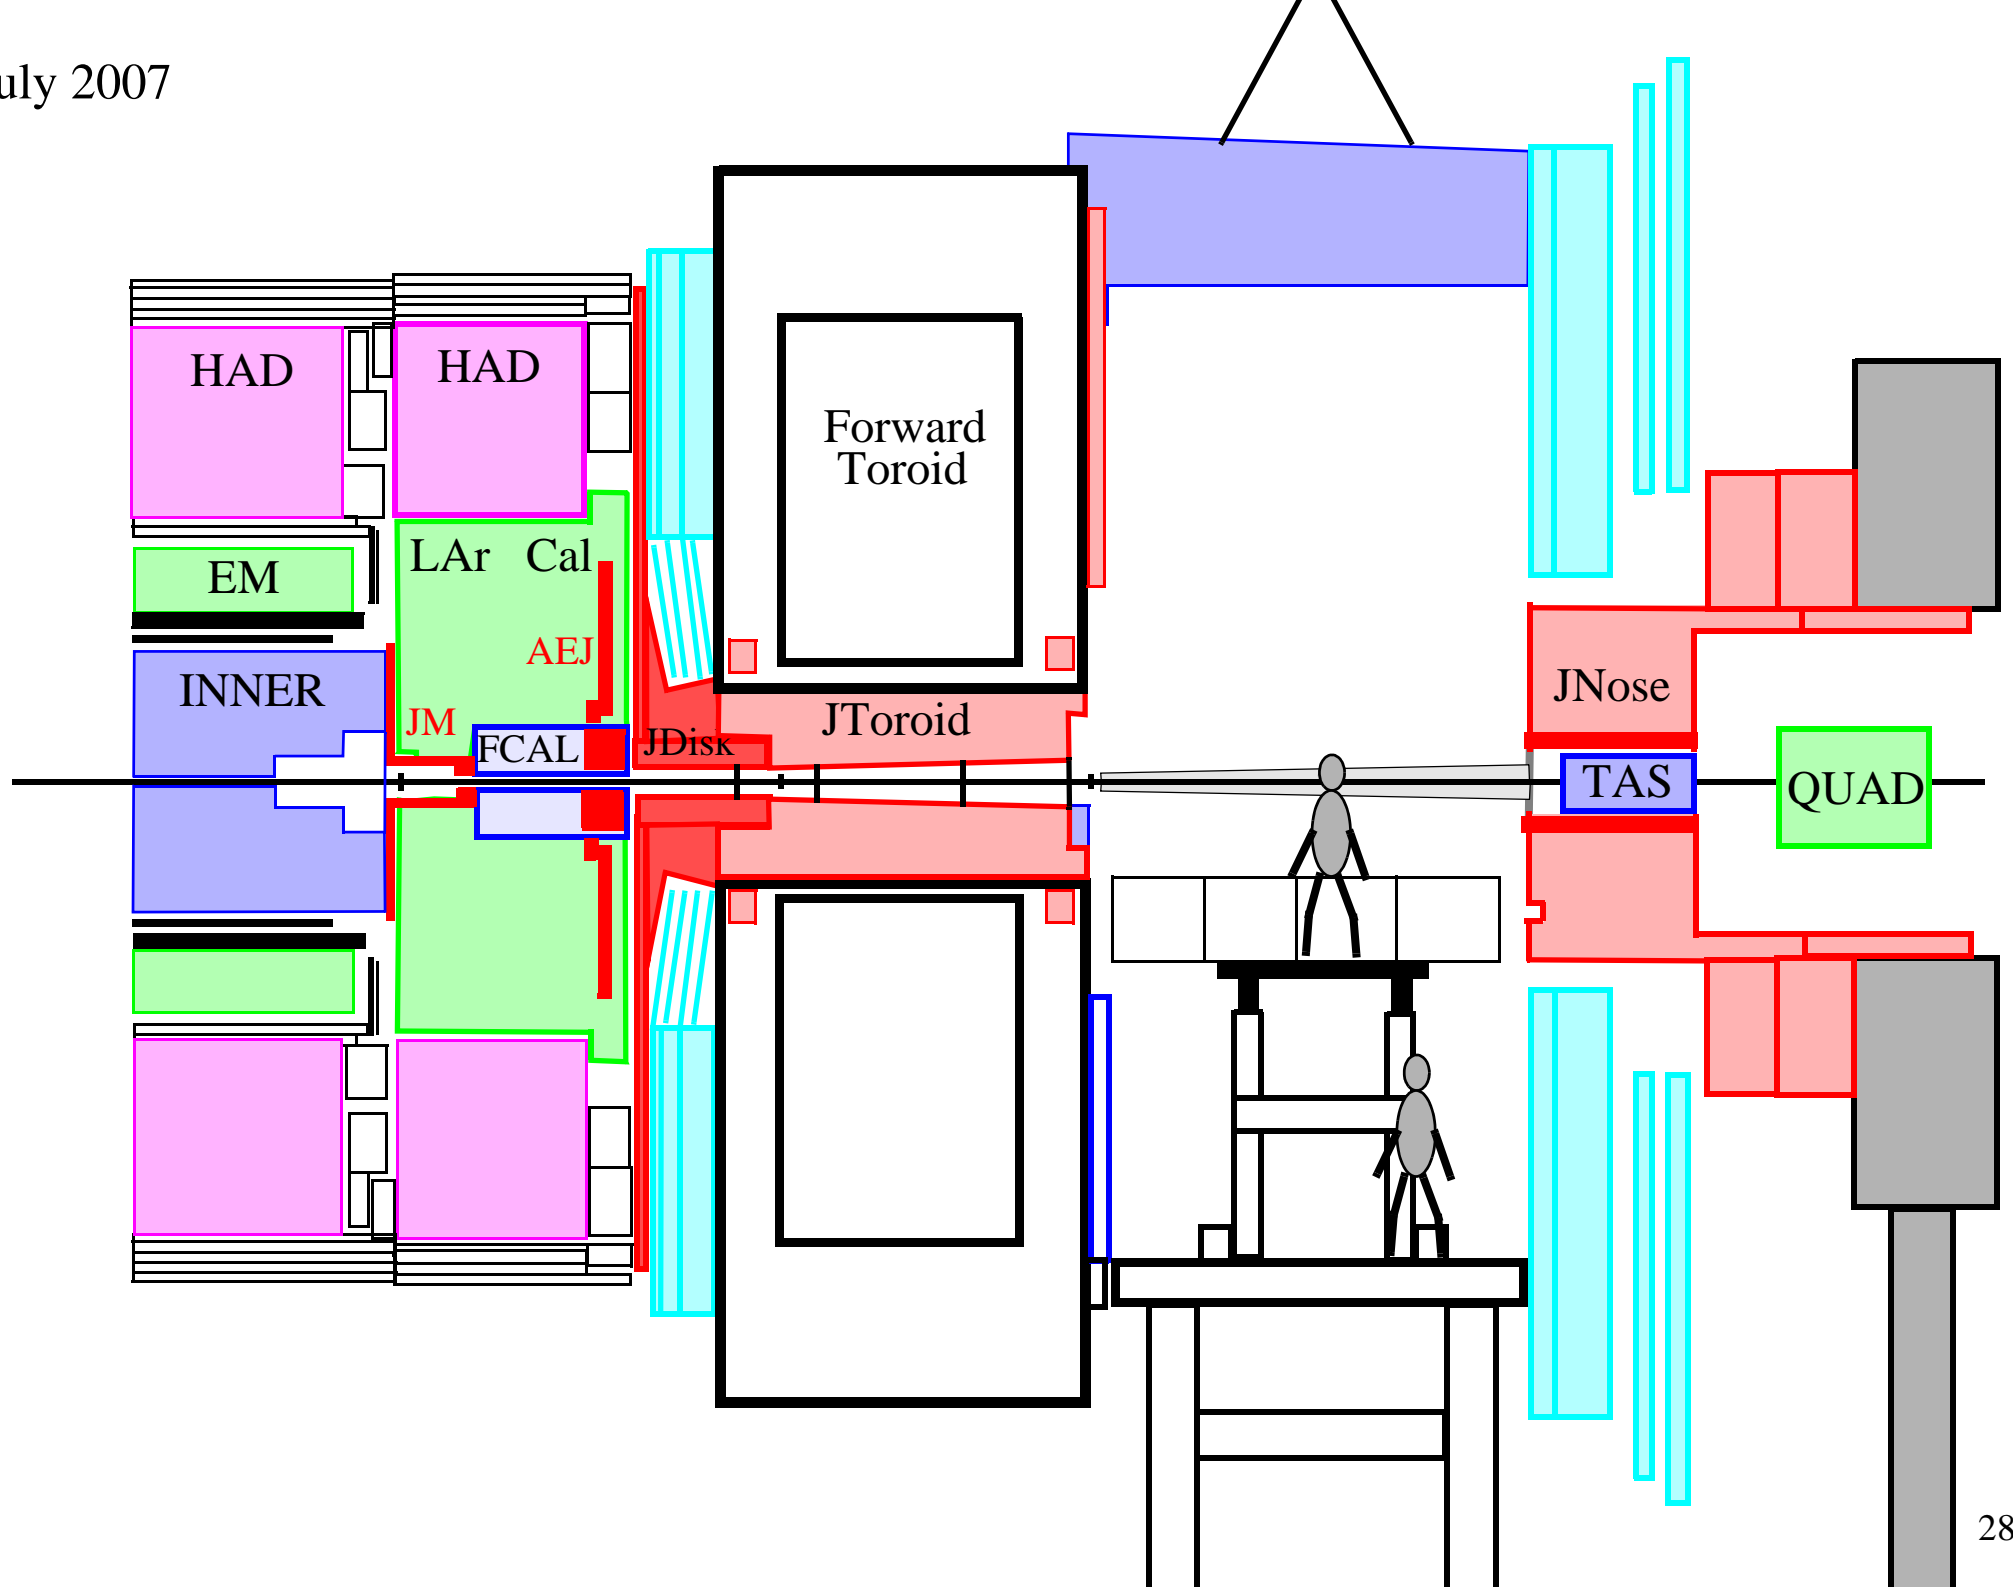 uly 2007
HAD
HAD
Forward
Toroid
LAr Cal
EM
AEJ
INNER
JM
FCAL
JDisk
JToroid
JNose
TAS
QUAD
28